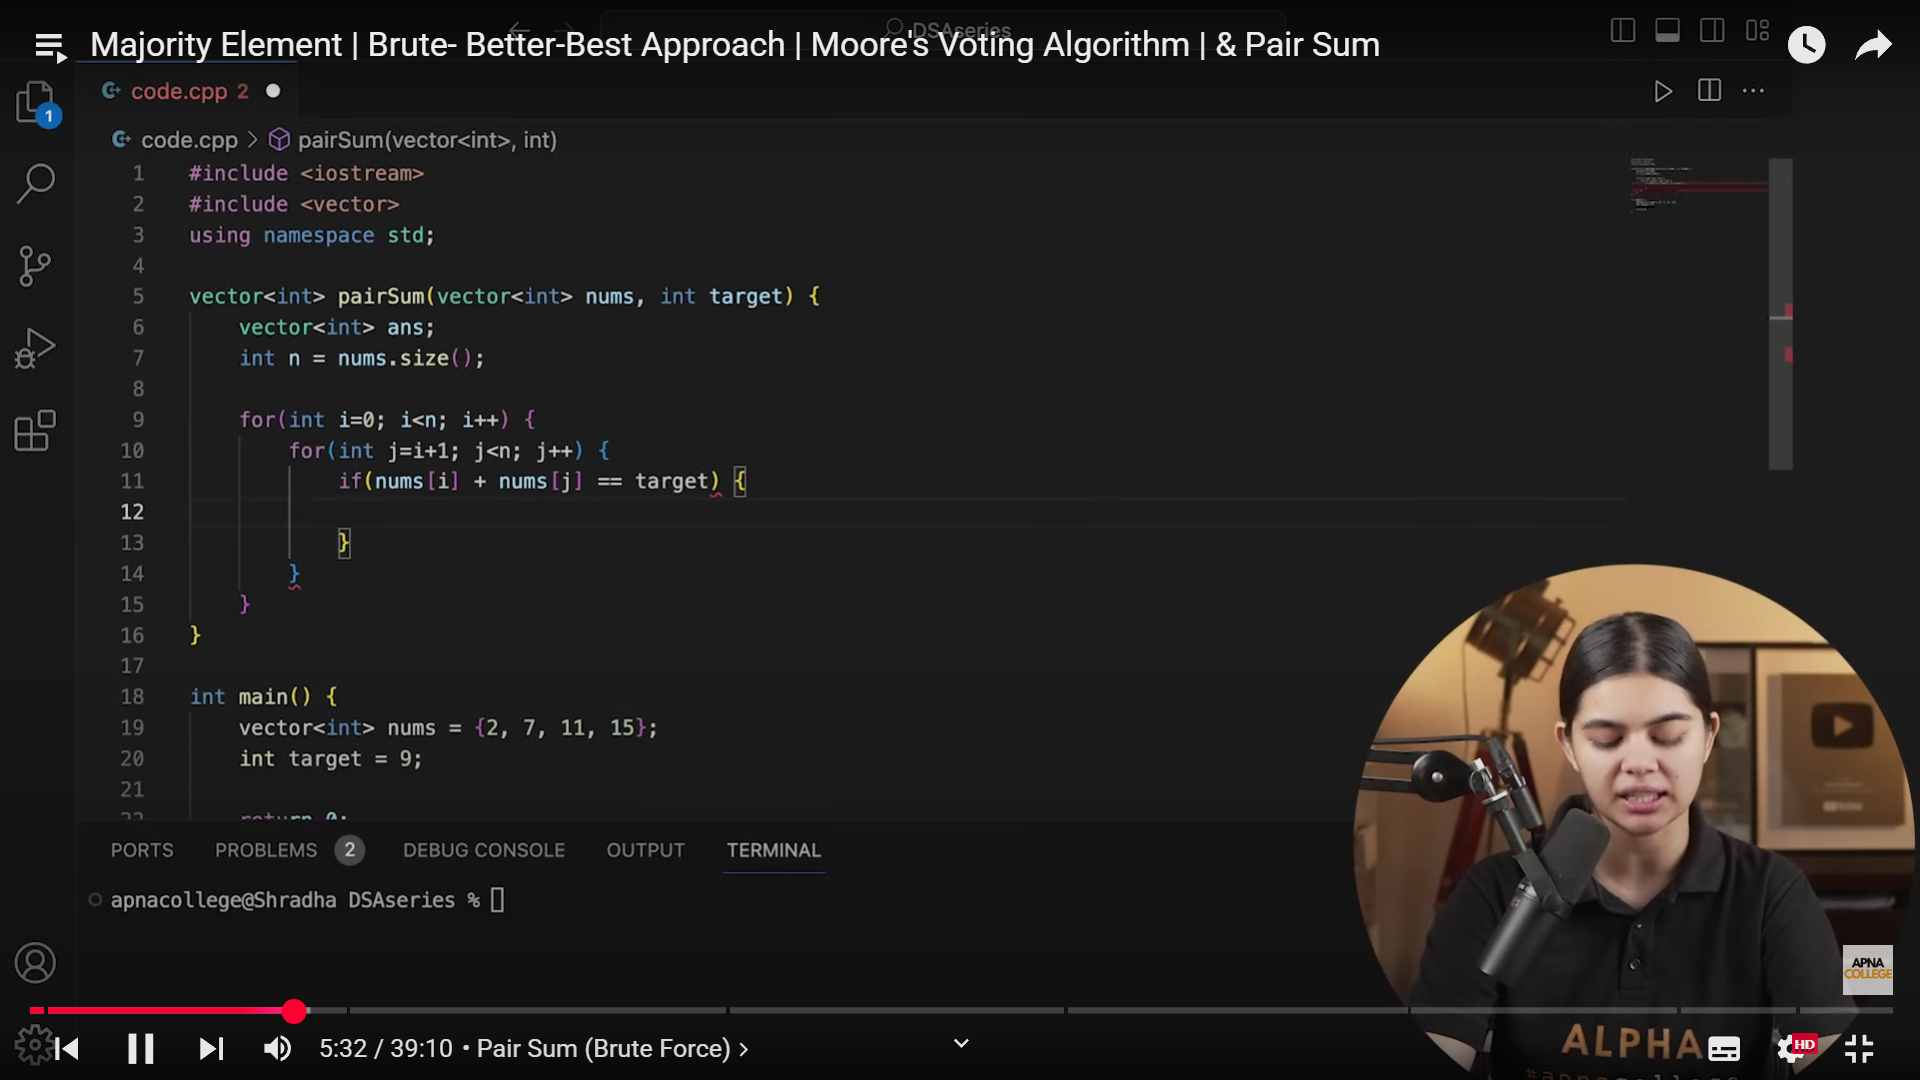 DSAseries
Majority Element | Brute- Better-Best Approach | Moore's Voting Algorithm | & Pair Sum
code.cpp 2
1
code.cpp > pairSum(vector<int>, int)
1 #include <iostream>
2 #include <vector>
3 using namespace std;
4
5 vector<int> pairSum(vector<int> nums, int target) {
6 vector<int> ans;
7 int n = nums.size();
8
9 for(int i=0; i<n; i++) {
10 for(int j=i+1; j<n; j++) {
11 if(nums[i] + nums[j] == target) {
12
13 }
14 }
15 }
16 }
17
18 int main() {
19 vector<int> nums = {2, 7, 11, 15};
20 int target = 9;
21
22 return 0;
PORTS PROBLEMS 2 DEBUG CONSOLE OUTPUT TERMINAL
apnacollege@Shradha DSAseries %
APNA
COLLEGE
ALPHA
5:32 / 39:10 • Pair Sum (Brute Force) >
HD